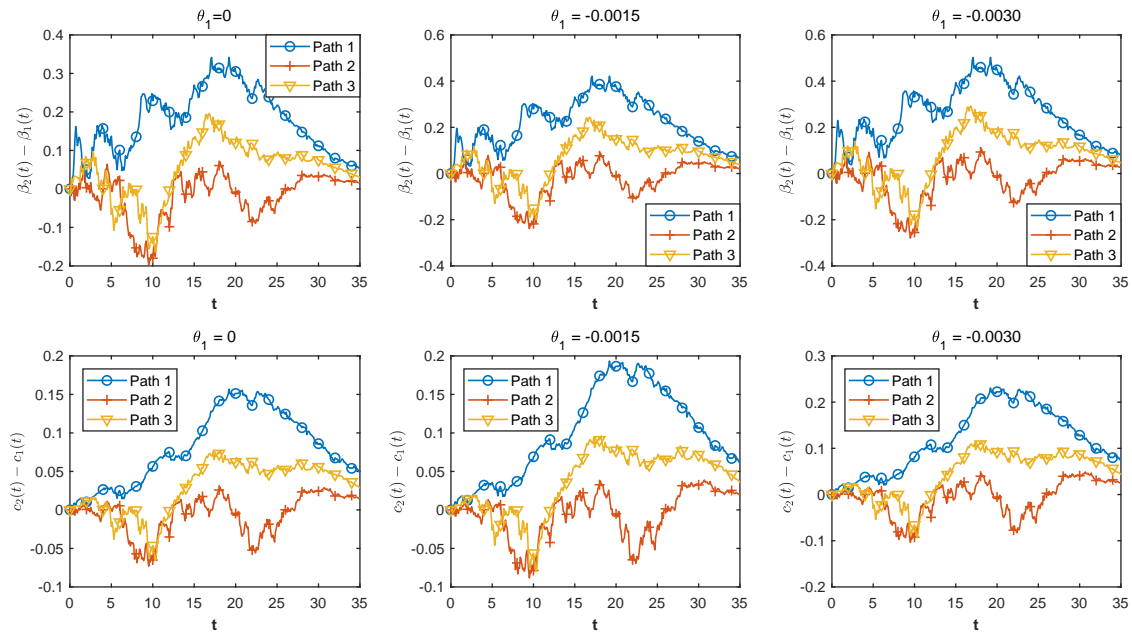 θ1=0
0.4
0.3
0.2
0.1
0
-0.1
-0.2
β2(t) − β1(t)
Path 1
Path 2
Path 3
0 5 10 15 20 25 30 35
t
θ1 = -0.0015
0.6
0.4
0.2
0
-0.2
-0.4
β2(t) − β1(t)
Path 1
Path 2
Path 3
0 5 10 15 20 25 30 35
t
θ1 = -0.0030
0.6
0.4
0.2
0
-0.2
-0.4
β2(t) − β1(t)
Path 1
Path 2
Path 3
0 5 10 15 20 25 30 35
t
θ1 = 0
0.2
0.15
0.1
0.05
0
-0.05
-0.1
c2(t) − c1(t)
Path 1
Path 2
Path 3
0 5 10 15 20 25 30 35
t
θ1 = -0.0015
0.2
0.15
0.1
0.05
0
-0.05
-0.1
c2(t) − c1(t)
Path 1
Path 2
Path 3
0 5 10 15 20 25 30 35
t
θ1 = -0.0030
0.3
0.2
0.1
0
-0.1
-0.2
c2(t) − c1(t)
Path 1
Path 2
Path 3
0 5 10 15 20 25 30 35
t